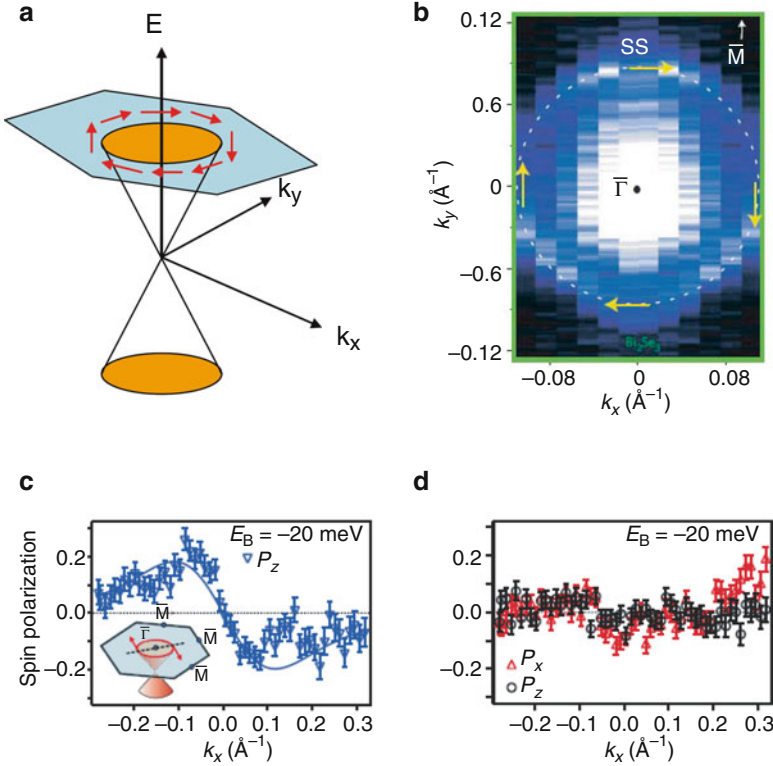 a
E
k_y
k_x
b
0.12
SS
M̅
0.6
k_y (Å⁻¹)
0
Γ̅
−0.6
Bi₂Se₃
−0.12
−0.08
0
0.08
k_x (Å⁻¹)
c
E_B = −20 meV
P_z
Spin polarization
0.2
0.0
−0.2
M̅
Γ̅
M̅
M̅
−0.2
−0.1
0.0
0.1
0.2
0.3
k_x (Å⁻¹)
d
E_B = −20 meV
0.2
0.0
−0.2
P_x
P_z
−0.2
−0.1
0.0
0.1
0.2
0.3
k_x (Å⁻¹)